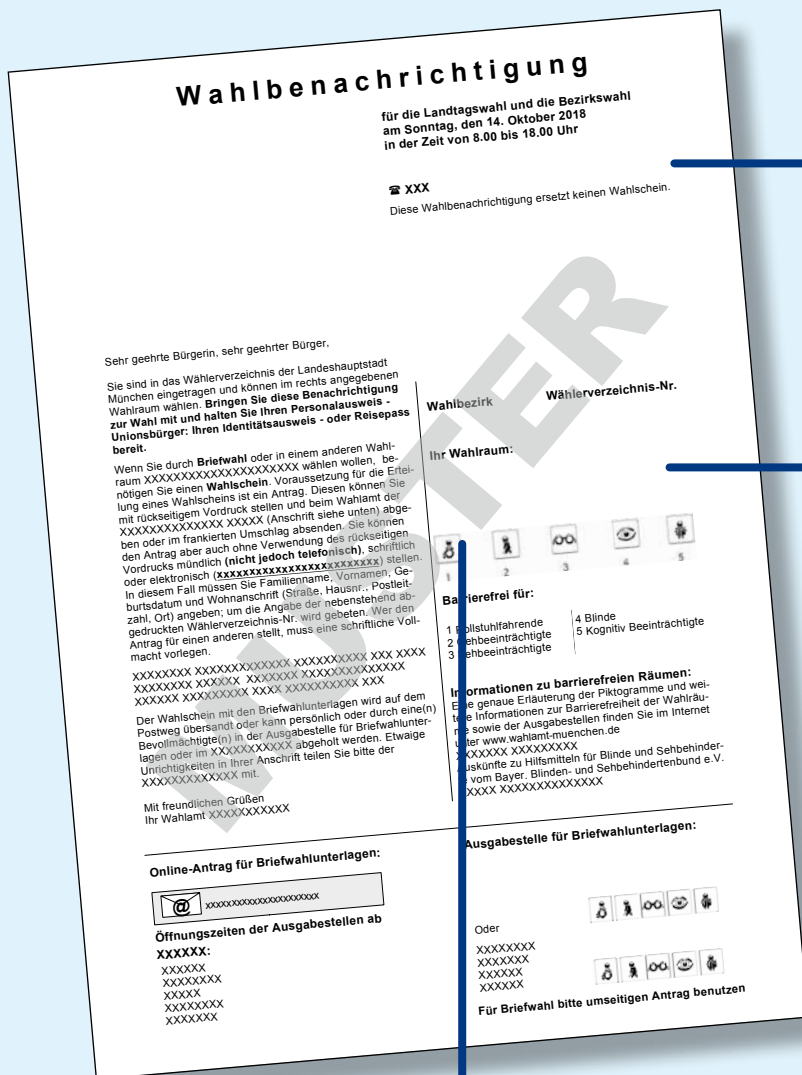 Wahlbenachrichtigung
für die Landtagswahl und die Bezirkswahl
am Sonntag, den 14. Oktober 2018
in der Zeit von 8.00 bis 18.00 Uhr
☎ XXX
Diese Wahlbenachrichtigung ersetzt keinen Wahlschein.
MUSTER
Sehr geehrte Bürgerin, sehr geehrter Bürger,
Sie sind in das Wählerverzeichnis der Landeshauptstadt
München eingetragen und können im rechts angegebenen
Wahlraum wählen. Bringen Sie diese Benachrichtigung
zur Wahl mit und halten Sie Ihren Personalausweis -
Unionsbürger: Ihren Identitätsausweis - oder Reisepass
bereit.
Wenn Sie durch Briefwahl oder in einem anderen Wahl-
raum XXXXXXXXXXXXXXXXXXXXX wählen wollen, be-
nötigen Sie einen Wahlschein. Voraussetzung für die Ertei-
lung eines Wahlscheins ist ein Antrag. Diesen können Sie
mit rückseitigem Vordruck stellen und beim Wahlamt der
XXXXXXXXXXXXXX XXXXX (Anschrift siehe unten) abge-
ben oder im frankierten Umschlag absenden. Sie können
den Antrag aber auch ohne Verwendung des rückseitigen
Vordrucks mündlich (nicht jedoch telefonisch), schriftlich
oder elektronisch (xxxxxxxxxxxxxxxxxxxxxxxxx) stellen.
In diesem Fall müssen Sie Familienname, Vornamen, Ge-
burtsdatum und Wohnanschrift (Straße, Hausnr., Postleit-
zahl, Ort) angeben; um die Angabe der nebenstehend ab-
gedruckten Wählerverzeichnis-Nr. wird gebeten. Wer den
Antrag für einen anderen stellt, muss eine schriftliche Voll-
macht vorlegen.
XXXXXXXX XXXXXXXXXXXXX XXXXXXXXXX XXX XXXX
XXXXXXXX XXXXXX XXXXXXX XXXXXXXXXXXXXX
XXXXXX XXXXXXXXX XXXX XXXXXXXXXX XXX
Der Wahlschein mit den Briefwahlunterlagen wird auf dem
Postweg übersandt oder kann persönlich oder durch eine(n)
Bevollmächtigte(n) in der Ausgabestelle für Briefwahlunter-
lagen oder im XXXXXXXXXXX abgeholt werden. Etwaige
Unrichtigkeiten in Ihrer Anschrift teilen Sie bitte der
XXXXXXXXXXXXX mit.
Mit freundlichen Grüßen
Ihr Wahlamt XXXXXXXXXXX
Wahlbezirk Wählerverzeichnis-Nr.
Ihr Wahlraum:
1 2 3 4 5
Barrierefrei für:
1 Rollstuhlfahrende 4 Blinde
2 Gehbeeinträchtigte 5 Kognitiv Beeinträchtigte
3 Sehbeeinträchtigte
Informationen zu barrierefreien Räumen:
Eine genaue Erläuterung der Piktogramme und wei-
tere Informationen zur Barrierefreiheit der Wahlräu-
me sowie der Ausgabestellen finden Sie im Internet
unter www.wahlamt-muenchen.de
XXXXXXX XXXXXXXXX
Auskünfte zu Hilfsmitteln für Blinde und Sehbehinder-
te vom Bayer. Blinden- und Sehbehindertenbund e.V.
XXXXX XXXXXXXXXXXXXX
Online-Antrag für Briefwahlunterlagen:
@ xxxxxxxxxxxxxxxxxxxxxx
Öffnungszeiten der Ausgabestellen ab
XXXXXX:
XXXXXX
XXXXXXXX
XXXXX
XXXXXXXX
XXXXXXX
Ausgabestelle für Briefwahlunterlagen:
Oder
XXXXXXXX
XXXXXXX
XXXXXX
XXXXXX
Für Briefwahl bitte umseitigen Antrag benutzen